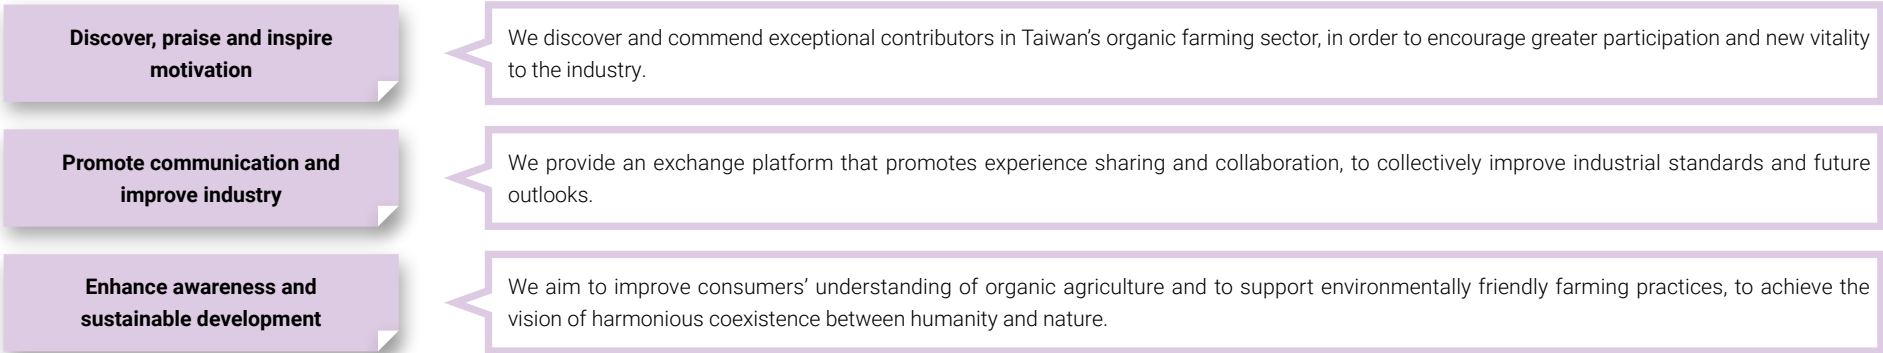 Discover, praise and inspire
motivation
We discover and commend exceptional contributors in Taiwan’s organic farming sector, in order to encourage greater participation and new vitality
to the industry.
Promote communication and
improve industry
We provide an exchange platform that promotes experience sharing and collaboration, to collectively improve industrial standards and future
outlooks.
Enhance awareness and
sustainable development
We aim to improve consumers’ understanding of organic agriculture and to support environmentally friendly farming practices, to achieve the
vision of harmonious coexistence between humanity and nature.